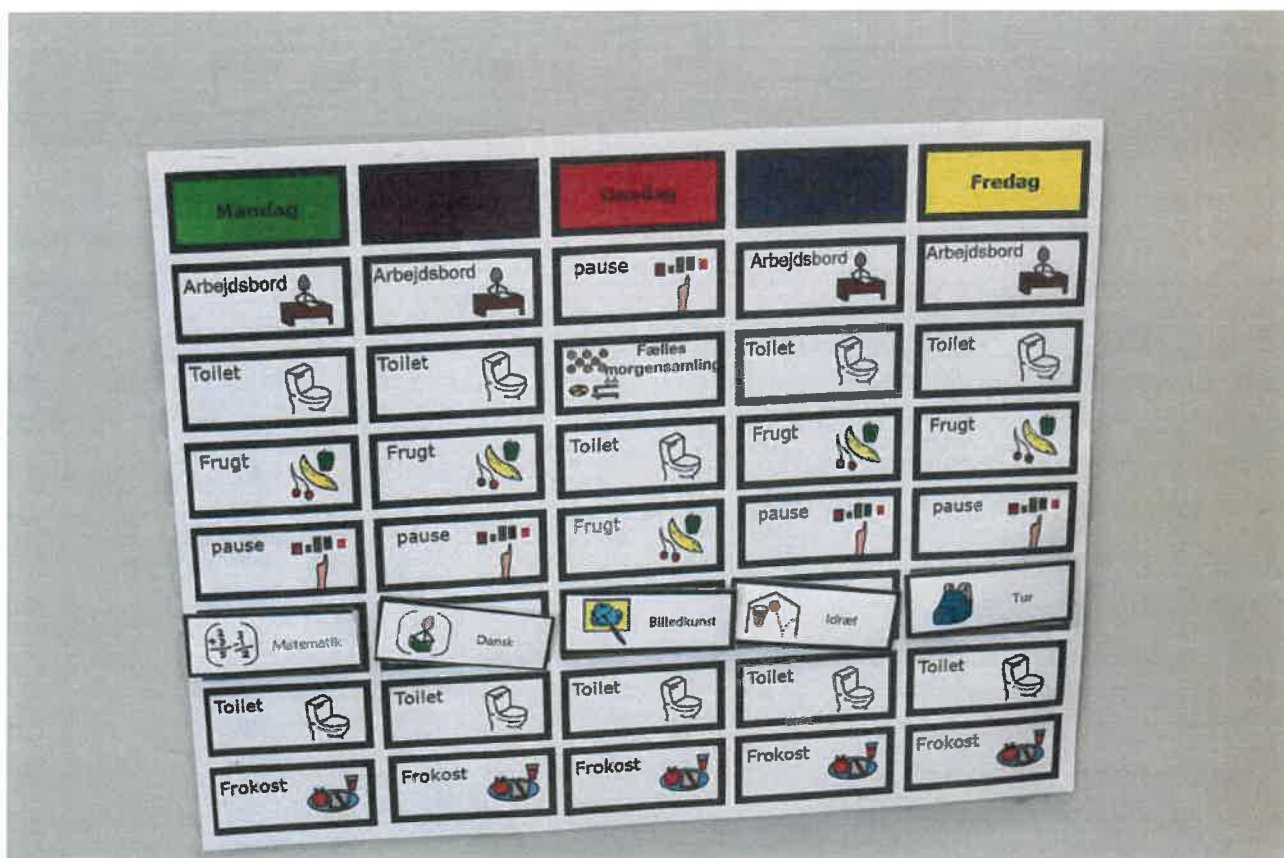 Mandag Onsdag Fredag
Arbejdsbord Arbejdsbord pause Arbejdsbord Arbejdsbord
Toilet Toilet Fælles morgensamling Toilet Toilet
Frugt Frugt Toilet Frugt Frugt
pause pause Frugt pause pause
Matematik Dansk Billedkunst Idræt Tur
Toilet Toilet Toilet Toilet Toilet
Frokost Frokost Frokost Frokost Frokost